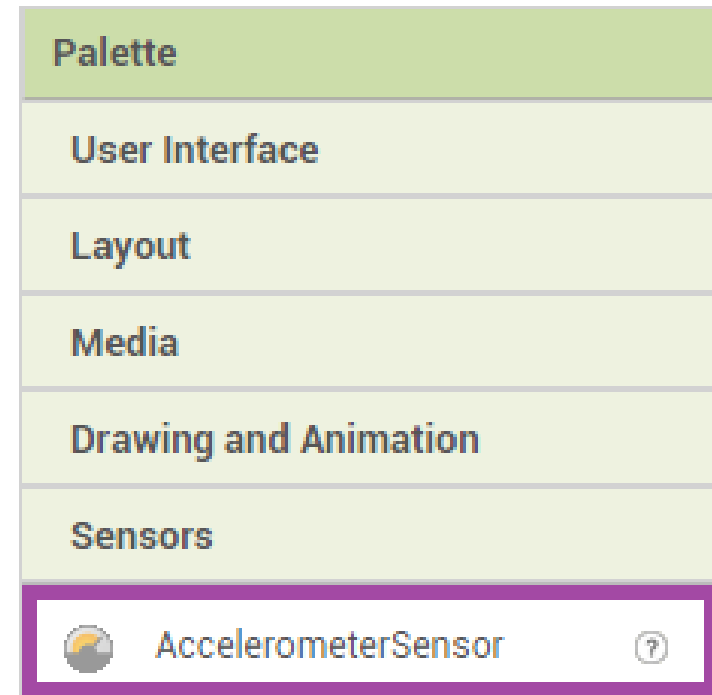 Palette
User Interface
Layout
Media
Drawing and Animation
Sensors
AccelerometerSensor ?